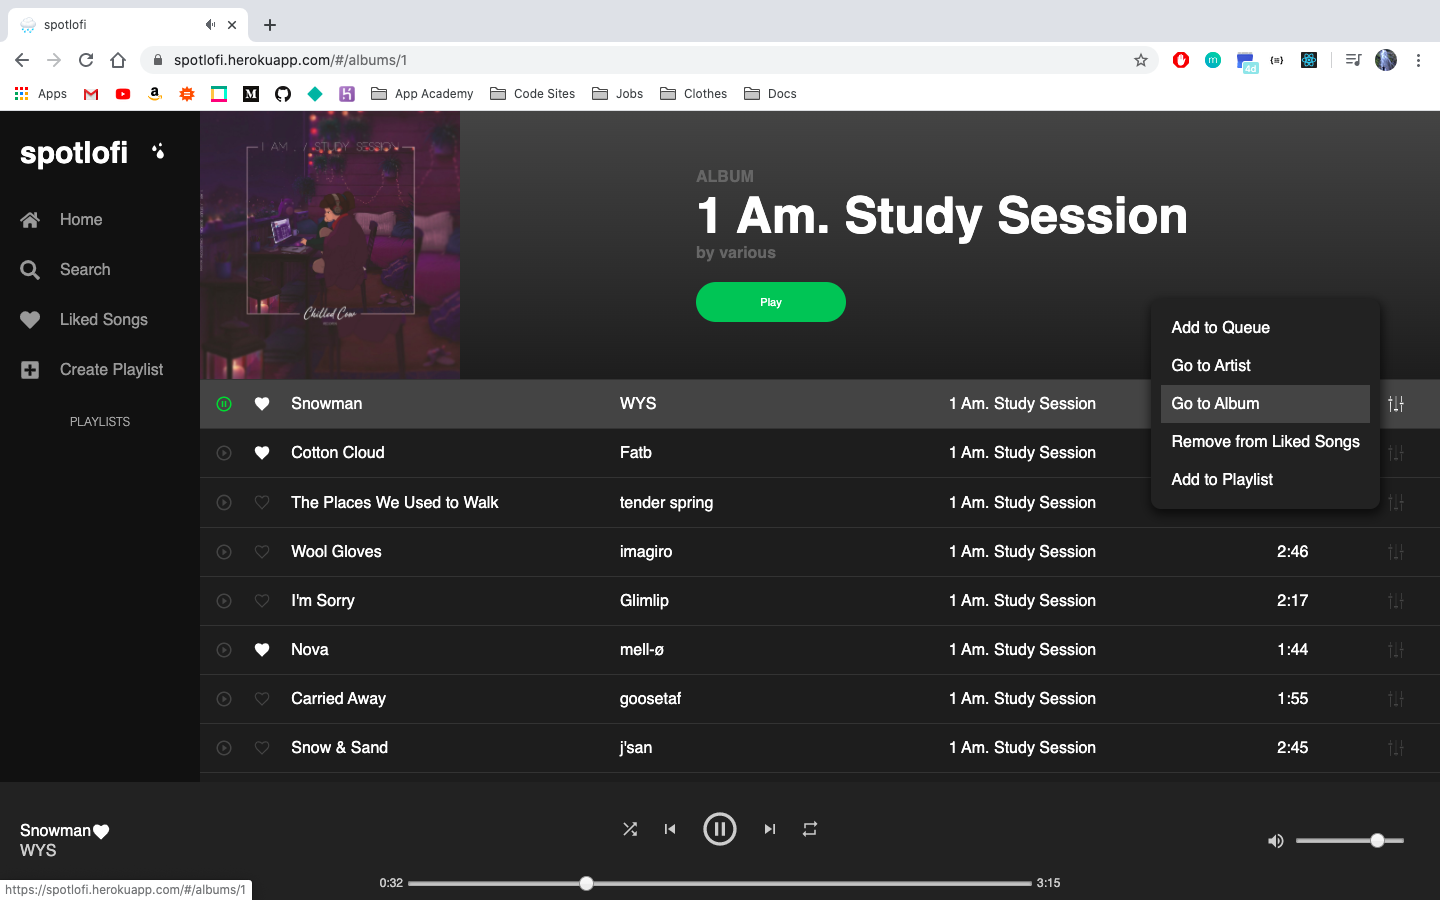 spotlofi
spotlofi.herokuapp.com/#/albums/1
4d
Apps
App Academy
Code Sites
Jobs
Clothes
Docs
spotlofi
Home
Search
Liked Songs
Create Playlist
PLAYLISTS
I AM. / STUDY SESSION
Chilled Cow
ALBUM
1 Am. Study Session
by various
Play
Add to Queue
Go to Artist
Go to Album
Remove from Liked Songs
Add to Playlist
Snowman WYS 1 Am. Study Session
Cotton Cloud Fatb 1 Am. Study Session
The Places We Used to Walk tender spring 1 Am. Study Session
Wool Gloves imagiro 1 Am. Study Session 2:46
I'm Sorry Glimlip 1 Am. Study Session 2:17
Nova mell-ø 1 Am. Study Session 1:44
Carried Away goosetaf 1 Am. Study Session 1:55
Snow & Sand j'san 1 Am. Study Session 2:45
Snowman
WYS
0:32 3:15
https://spotlofi.herokuapp.com/#/albums/1